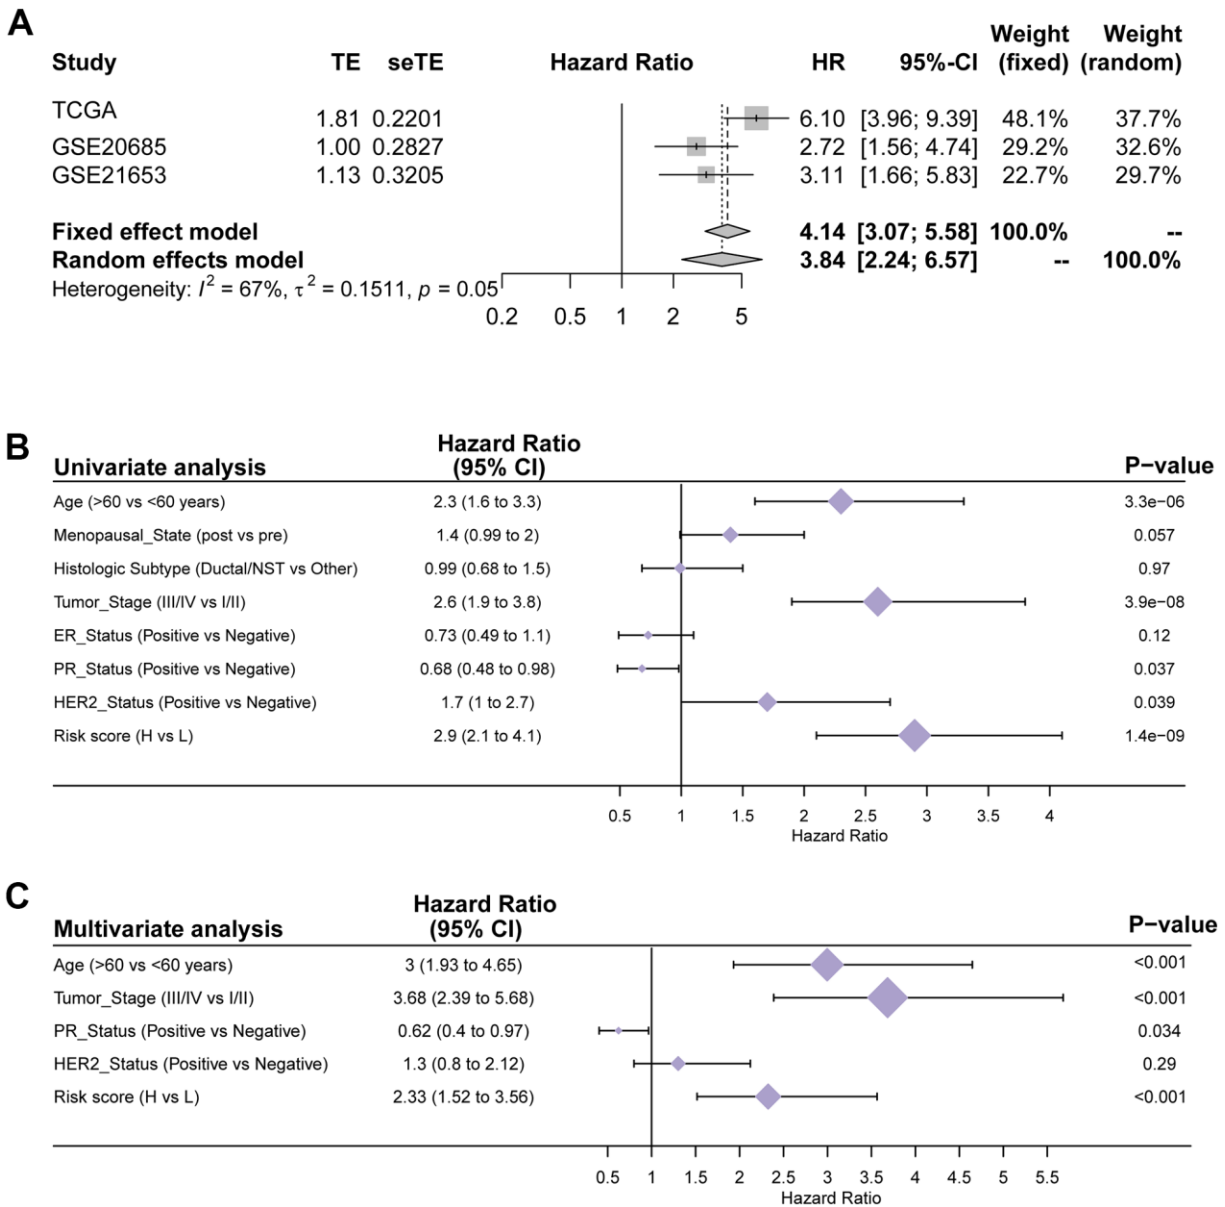 A
Weight Weight
Study TE seTE Hazard Ratio HR 95%-CI (fixed) (random)
TCGA 1.81 0.2201 6.10 [3.96; 9.39] 48.1% 37.7%
GSE20685 1.00 0.2827 2.72 [1.56; 4.74] 29.2% 32.6%
GSE21653 1.13 0.3205 3.11 [1.66; 5.83] 22.7% 29.7%
Fixed effect model 4.14 [3.07; 5.58] 100.0% --
Random effects model 3.84 [2.24; 6.57] -- 100.0%
Heterogeneity: I² = 67%, τ² = 0.1511, p = 0.05
0.2 0.5 1 2 5
B
Hazard Ratio
Univariate analysis (95% CI) P−value
Age (>60 vs <60 years) 2.3 (1.6 to 3.3) 3.3e−06
Menopausal_State (post vs pre) 1.4 (0.99 to 2) 0.057
Histologic Subtype (Ductal/NST vs Other) 0.99 (0.68 to 1.5) 0.97
Tumor_Stage (III/IV vs I/II) 2.6 (1.9 to 3.8) 3.9e−08
ER_Status (Positive vs Negative) 0.73 (0.49 to 1.1) 0.12
PR_Status (Positive vs Negative) 0.68 (0.48 to 0.98) 0.037
HER2_Status (Positive vs Negative) 1.7 (1 to 2.7) 0.039
Risk score (H vs L) 2.9 (2.1 to 4.1) 1.4e−09
0.5 1 1.5 2 2.5 3 3.5 4
Hazard Ratio
C
Hazard Ratio
Multivariate analysis (95% CI) P−value
Age (>60 vs <60 years) 3 (1.93 to 4.65) <0.001
Tumor_Stage (III/IV vs I/II) 3.68 (2.39 to 5.68) <0.001
PR_Status (Positive vs Negative) 0.62 (0.4 to 0.97) 0.034
HER2_Status (Positive vs Negative) 1.3 (0.8 to 2.12) 0.29
Risk score (H vs L) 2.33 (1.52 to 3.56) <0.001
0.5 1 1.5 2 2.5 3 3.5 4 4.5 5 5.5
Hazard Ratio